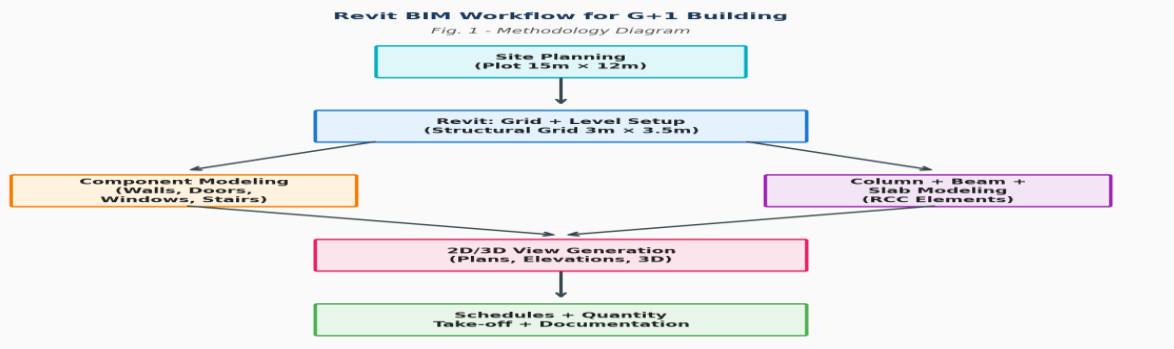 Revit BIM Workflow for G+1 Building
Fig. 1 - Methodology Diagram
Site Planning
(Plot 15m × 12m)
Revit: Grid + Level Setup
(Structural Grid 3m × 3.5m)
Component Modeling
(Walls, Doors,
Windows, Stairs)
Column + Beam +
Slab Modeling
(RCC Elements)
2D/3D View Generation
(Plans, Elevations, 3D)
Schedules + Quantity
Take-off + Documentation